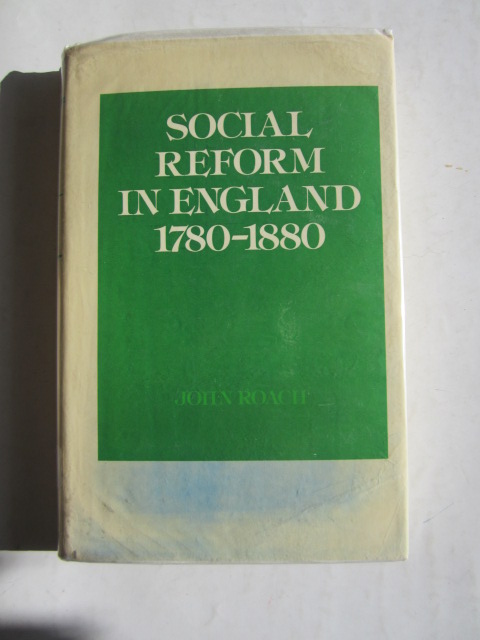 SOCIAL
REFORM
IN ENGLAND
1780–1880
JOHN ROACH